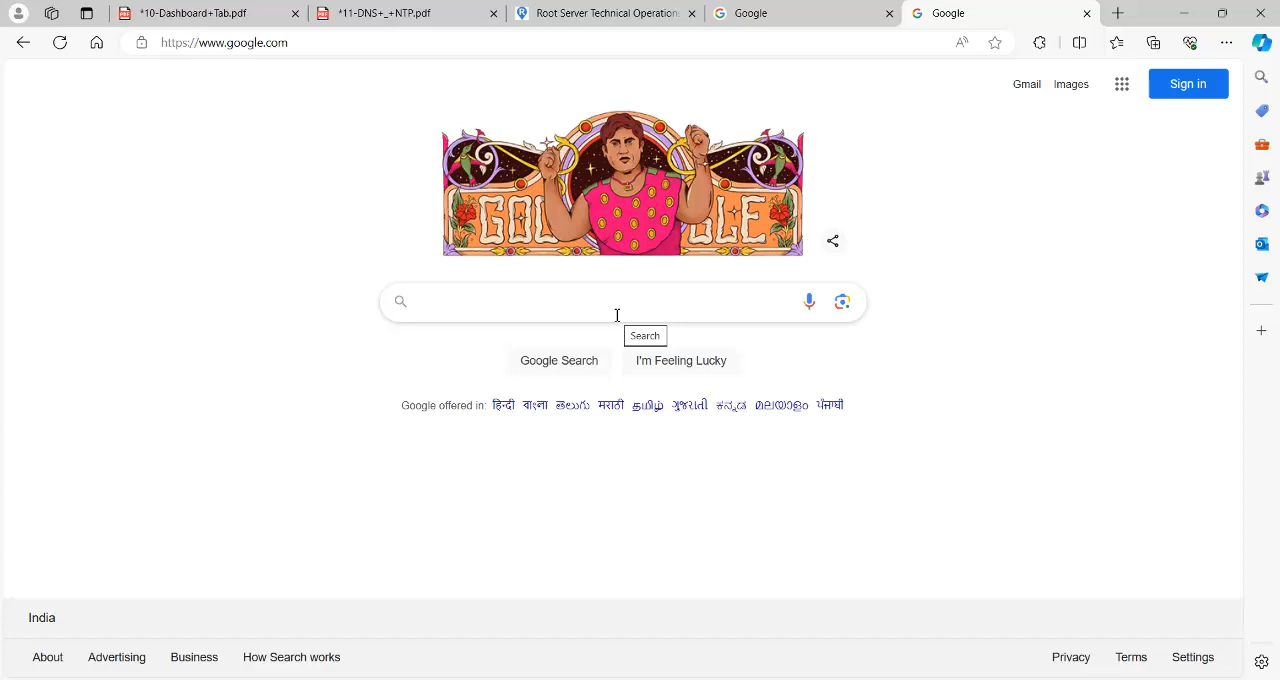 *10-Dashboard+Tab.pdf
*11-DNS+_+NTP.pdf
Root Server Technical Operations
Google
Google
https://www.google.com
Gmail
Images
Sign in
GOOGLE
Search
Google Search
I'm Feeling Lucky
Google offered in: हिन्दी বাংলা తెలుగు मराठी தமிழ் ગુજરાતી ಕನ್ನಡ മലയാളം ਪੰਜਾਬੀ
India
About
Advertising
Business
How Search works
Privacy
Terms
Settings